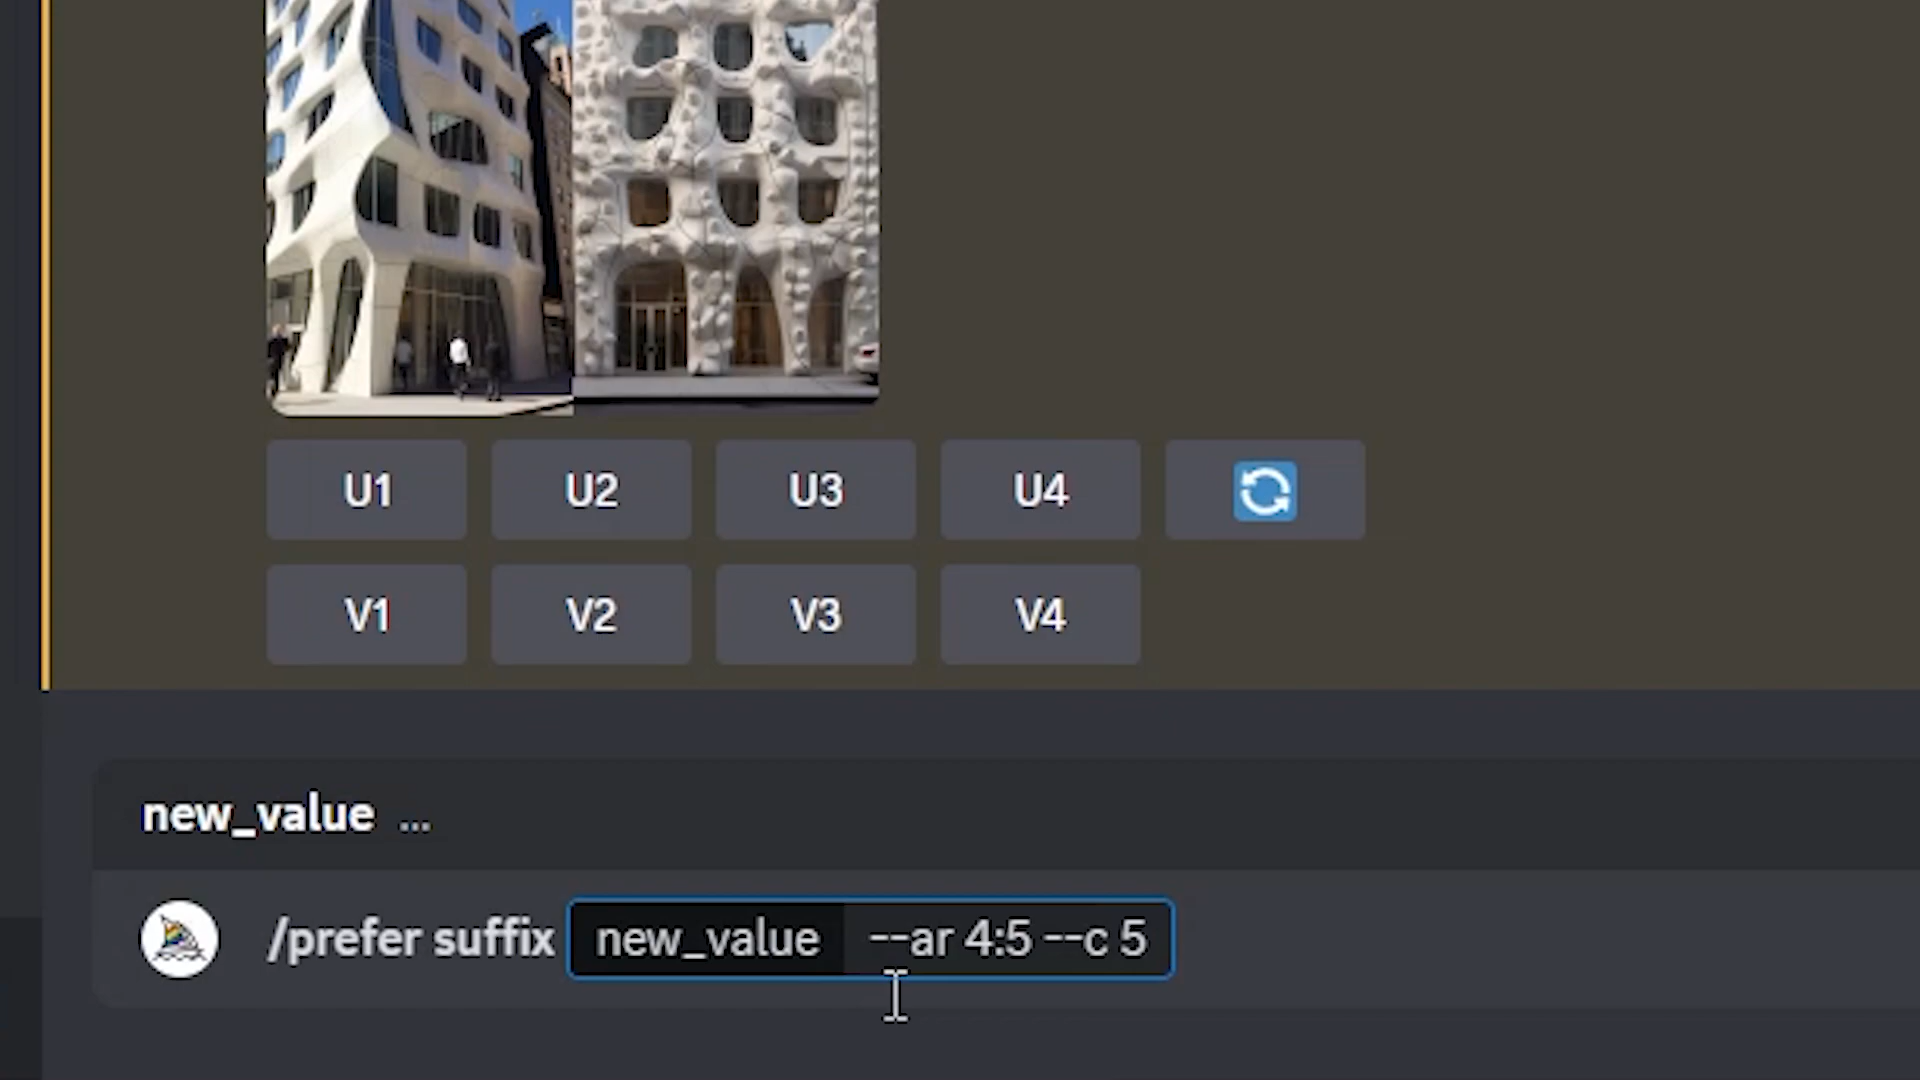 U1 U2 U3 U4
V1 V2 V3 V4
new_value ...
/prefer suffix new_value --ar 4:5 --c 5